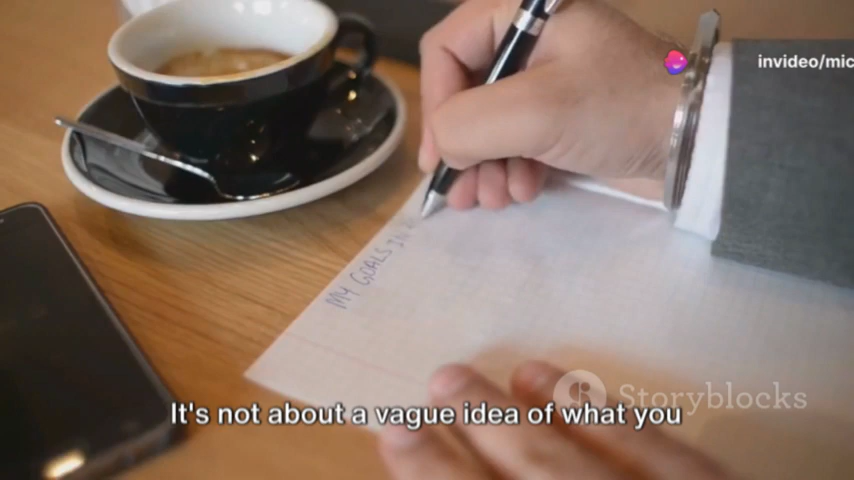 invideo/mic
MY GOALS IN
Storyblocks
It's not about a vague idea of what you